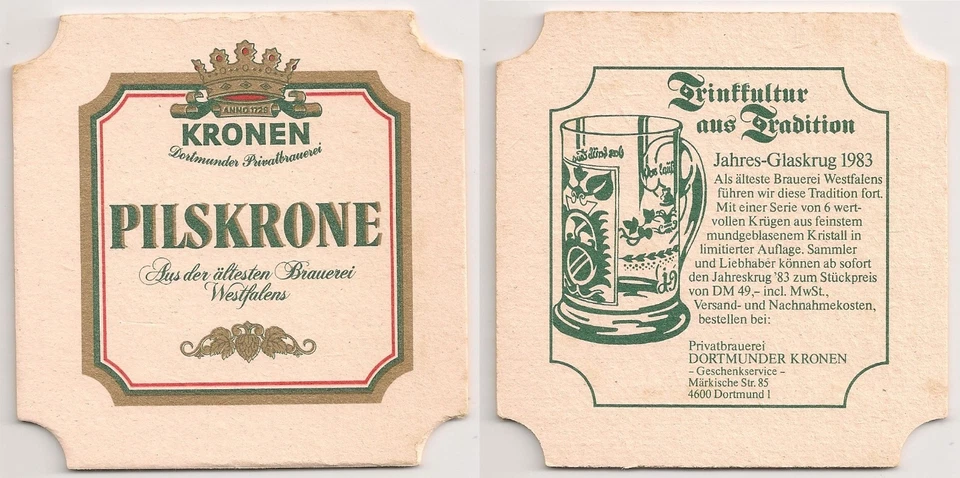 ANNO 1729
KRONEN
Dortmunder Privatbrauerei
PILSKRONE
Aus der ältesten Brauerei
Westfalens
Trinkkultur
aus Tradition
Jahres-Glaskrug 1983
Als älteste Brauerei Westfalens
führen wir diese Tradition fort.
Mit einer Serie von 6 wert-
vollen Krügen aus feinstem
mundgeblasenem Kristall in
limitierter Auflage. Sammler
und Liebhaber können ab sofort
den Jahreskrug '83 zum Stückpreis
von DM 49,– incl. MwSt.,
Versand- und Nachnahmekosten,
bestellen bei:
Privatbrauerei
DORTMUNDER KRONEN
– Geschenkservice –
Märkische Str. 85
4600 Dortmund 1